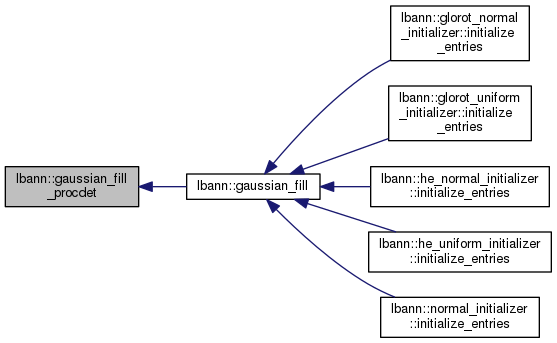 lbann::glorot_normal
_initializer::initialize
_entries
lbann::glorot_uniform
_initializer::initialize
_entries
lbann::gaussian_fill
_procdet
lbann::gaussian_fill
lbann::he_normal_initializer
::initialize_entries
lbann::he_uniform_initializer
::initialize_entries
lbann::normal_initializer
::initialize_entries